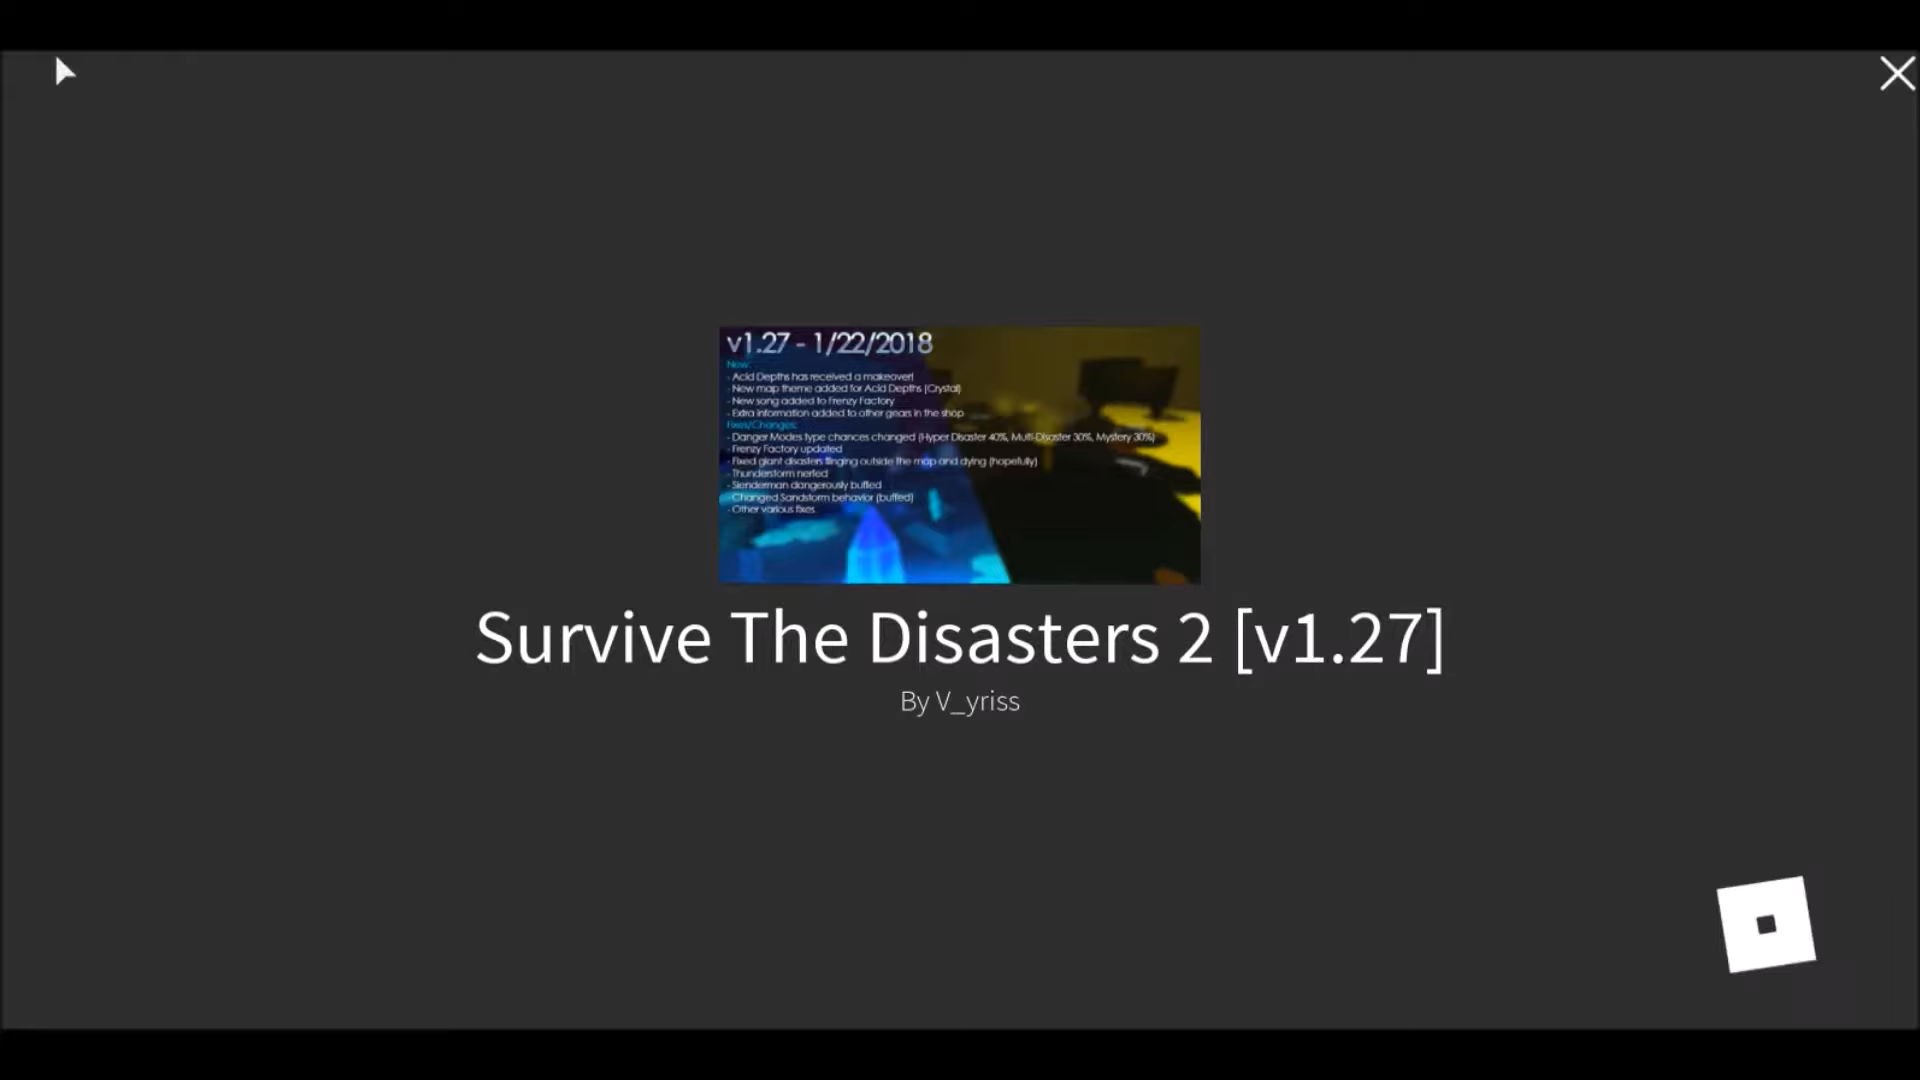 v1.27 - 1/22/2018
New:
- Acid Depths has received a makeover!
- New map theme added for Acid Depths (Crystal)
- New song added to Frenzy Factory
- Extra information added to other gears in the shop
Fixes/Changes:
- Danger Modes type chances changed (Hyper Disaster 40%, Multi-Disaster 30%, Mystery 30%)
- Frenzy Factory updated
- Fixed giant disasters flinging outside the map and dying (hopefully)
- Thunderstorm nerfed
- Slenderman dangerously buffed
- Changed Sandstorm behavior (buffed)
- Other various fixes.
Survive The Disasters 2 [v1.27]
By V_yriss